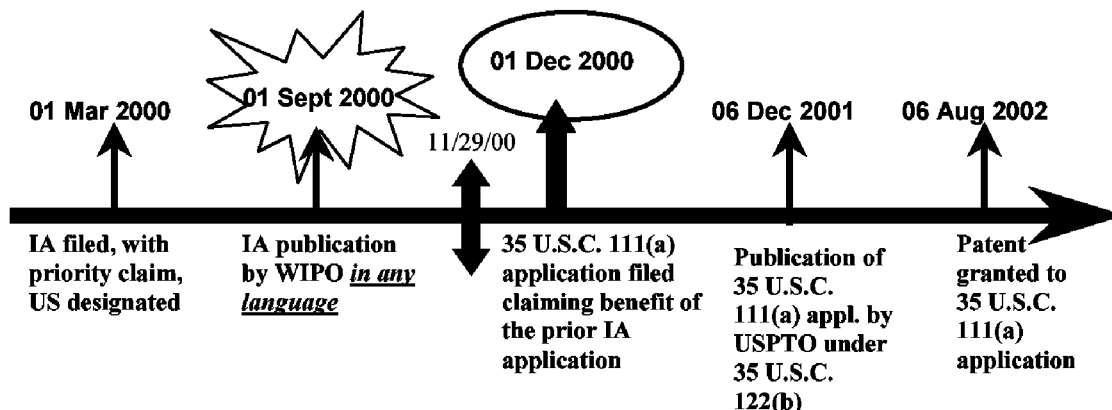 01 Mar 2000
01 Sept 2000
11/29/00
01 Dec 2000
06 Dec 2001
06 Aug 2002
IA filed, with
priority claim,
US designated
IA publication
by WIPO in any
language
35 U.S.C. 111(a)
application filed
claiming benefit of
the prior IA
application
Publication of
35 U.S.C.
111(a) appl. by
USPTO under
35 U.S.C.
122(b)
Patent
granted to
35 U.S.C.
111(a)
application